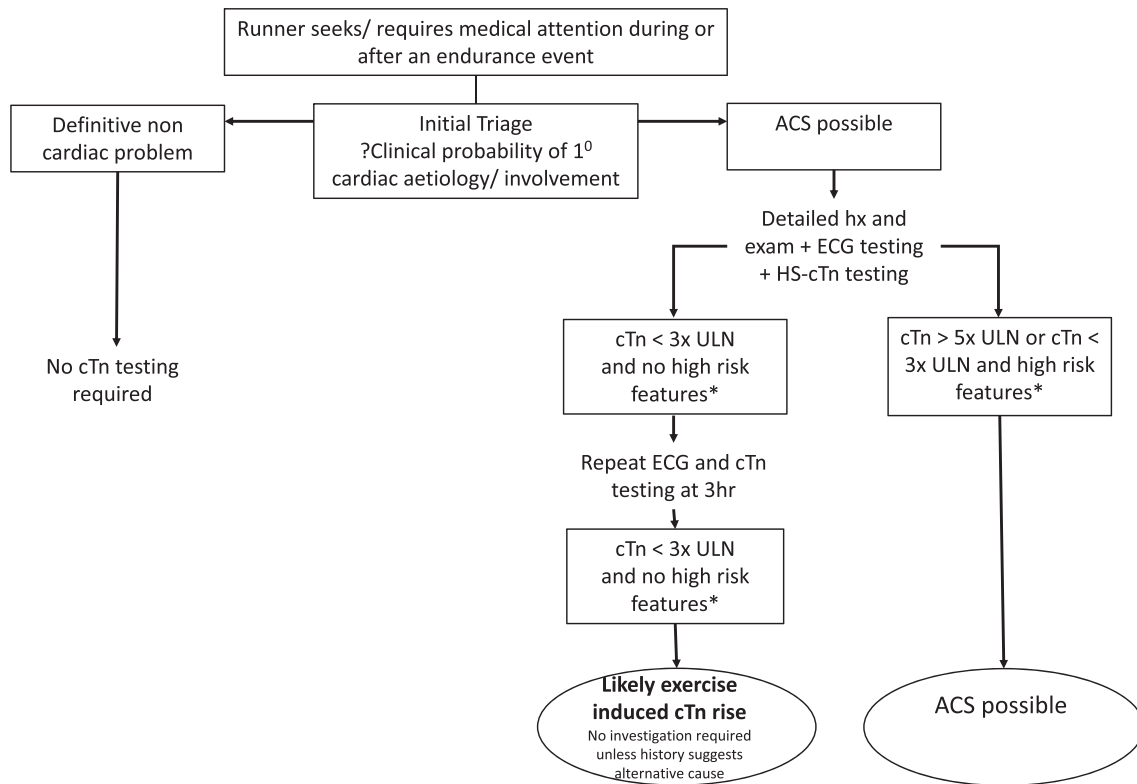 Runner seeks/ requires medical attention during or
after an endurance event
Definitive non
cardiac problem
Initial Triage
?Clinical probability of 1⁰
cardiac aetiology/ involvement
ACS possible
Detailed hx and
exam + ECG testing
+ HS-cTn testing
cTn < 3x ULN
and no high risk
features*
cTn > 5x ULN or cTn <
3x ULN and high risk
features*
No cTn testing
required
Repeat ECG and cTn
testing at 3hr
cTn < 3x ULN
and no high risk
features*
Likely exercise
induced cTn rise
No investigation required
unless history suggests
alternative cause
ACS possible